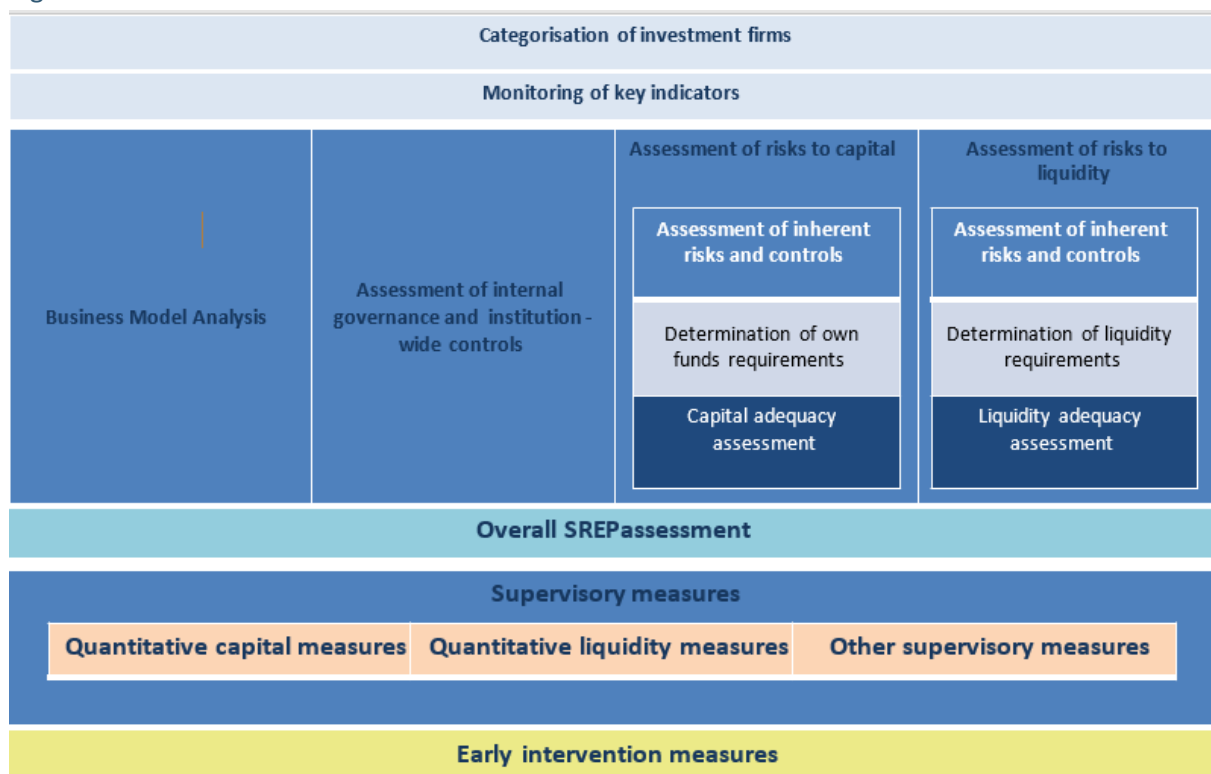 Categorisation of investment firms
Monitoring of key indicators
Business Model Analysis
Assessment of internal
governance and institution -
wide controls
Assessment of risks to capital
Assessment of inherent
risks and controls
Determination of own
funds requirements
Capital adequacy
assessment
Assessment of risks to
liquidity
Assessment of inherent
risks and controls
Determination of liquidity
requirements
Liquidity adequacy
assessment
Overall SREPassessment
Supervisory measures
Quantitative capital measures
Quantitative liquidity measures
Other supervisory measures
Early intervention measures